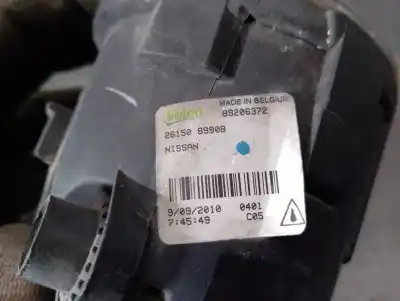 Valeo
MADE IN BELGIUM
89206372
26150 8990B
NISSAN
9/09/2010 0401
7:45:49 C05